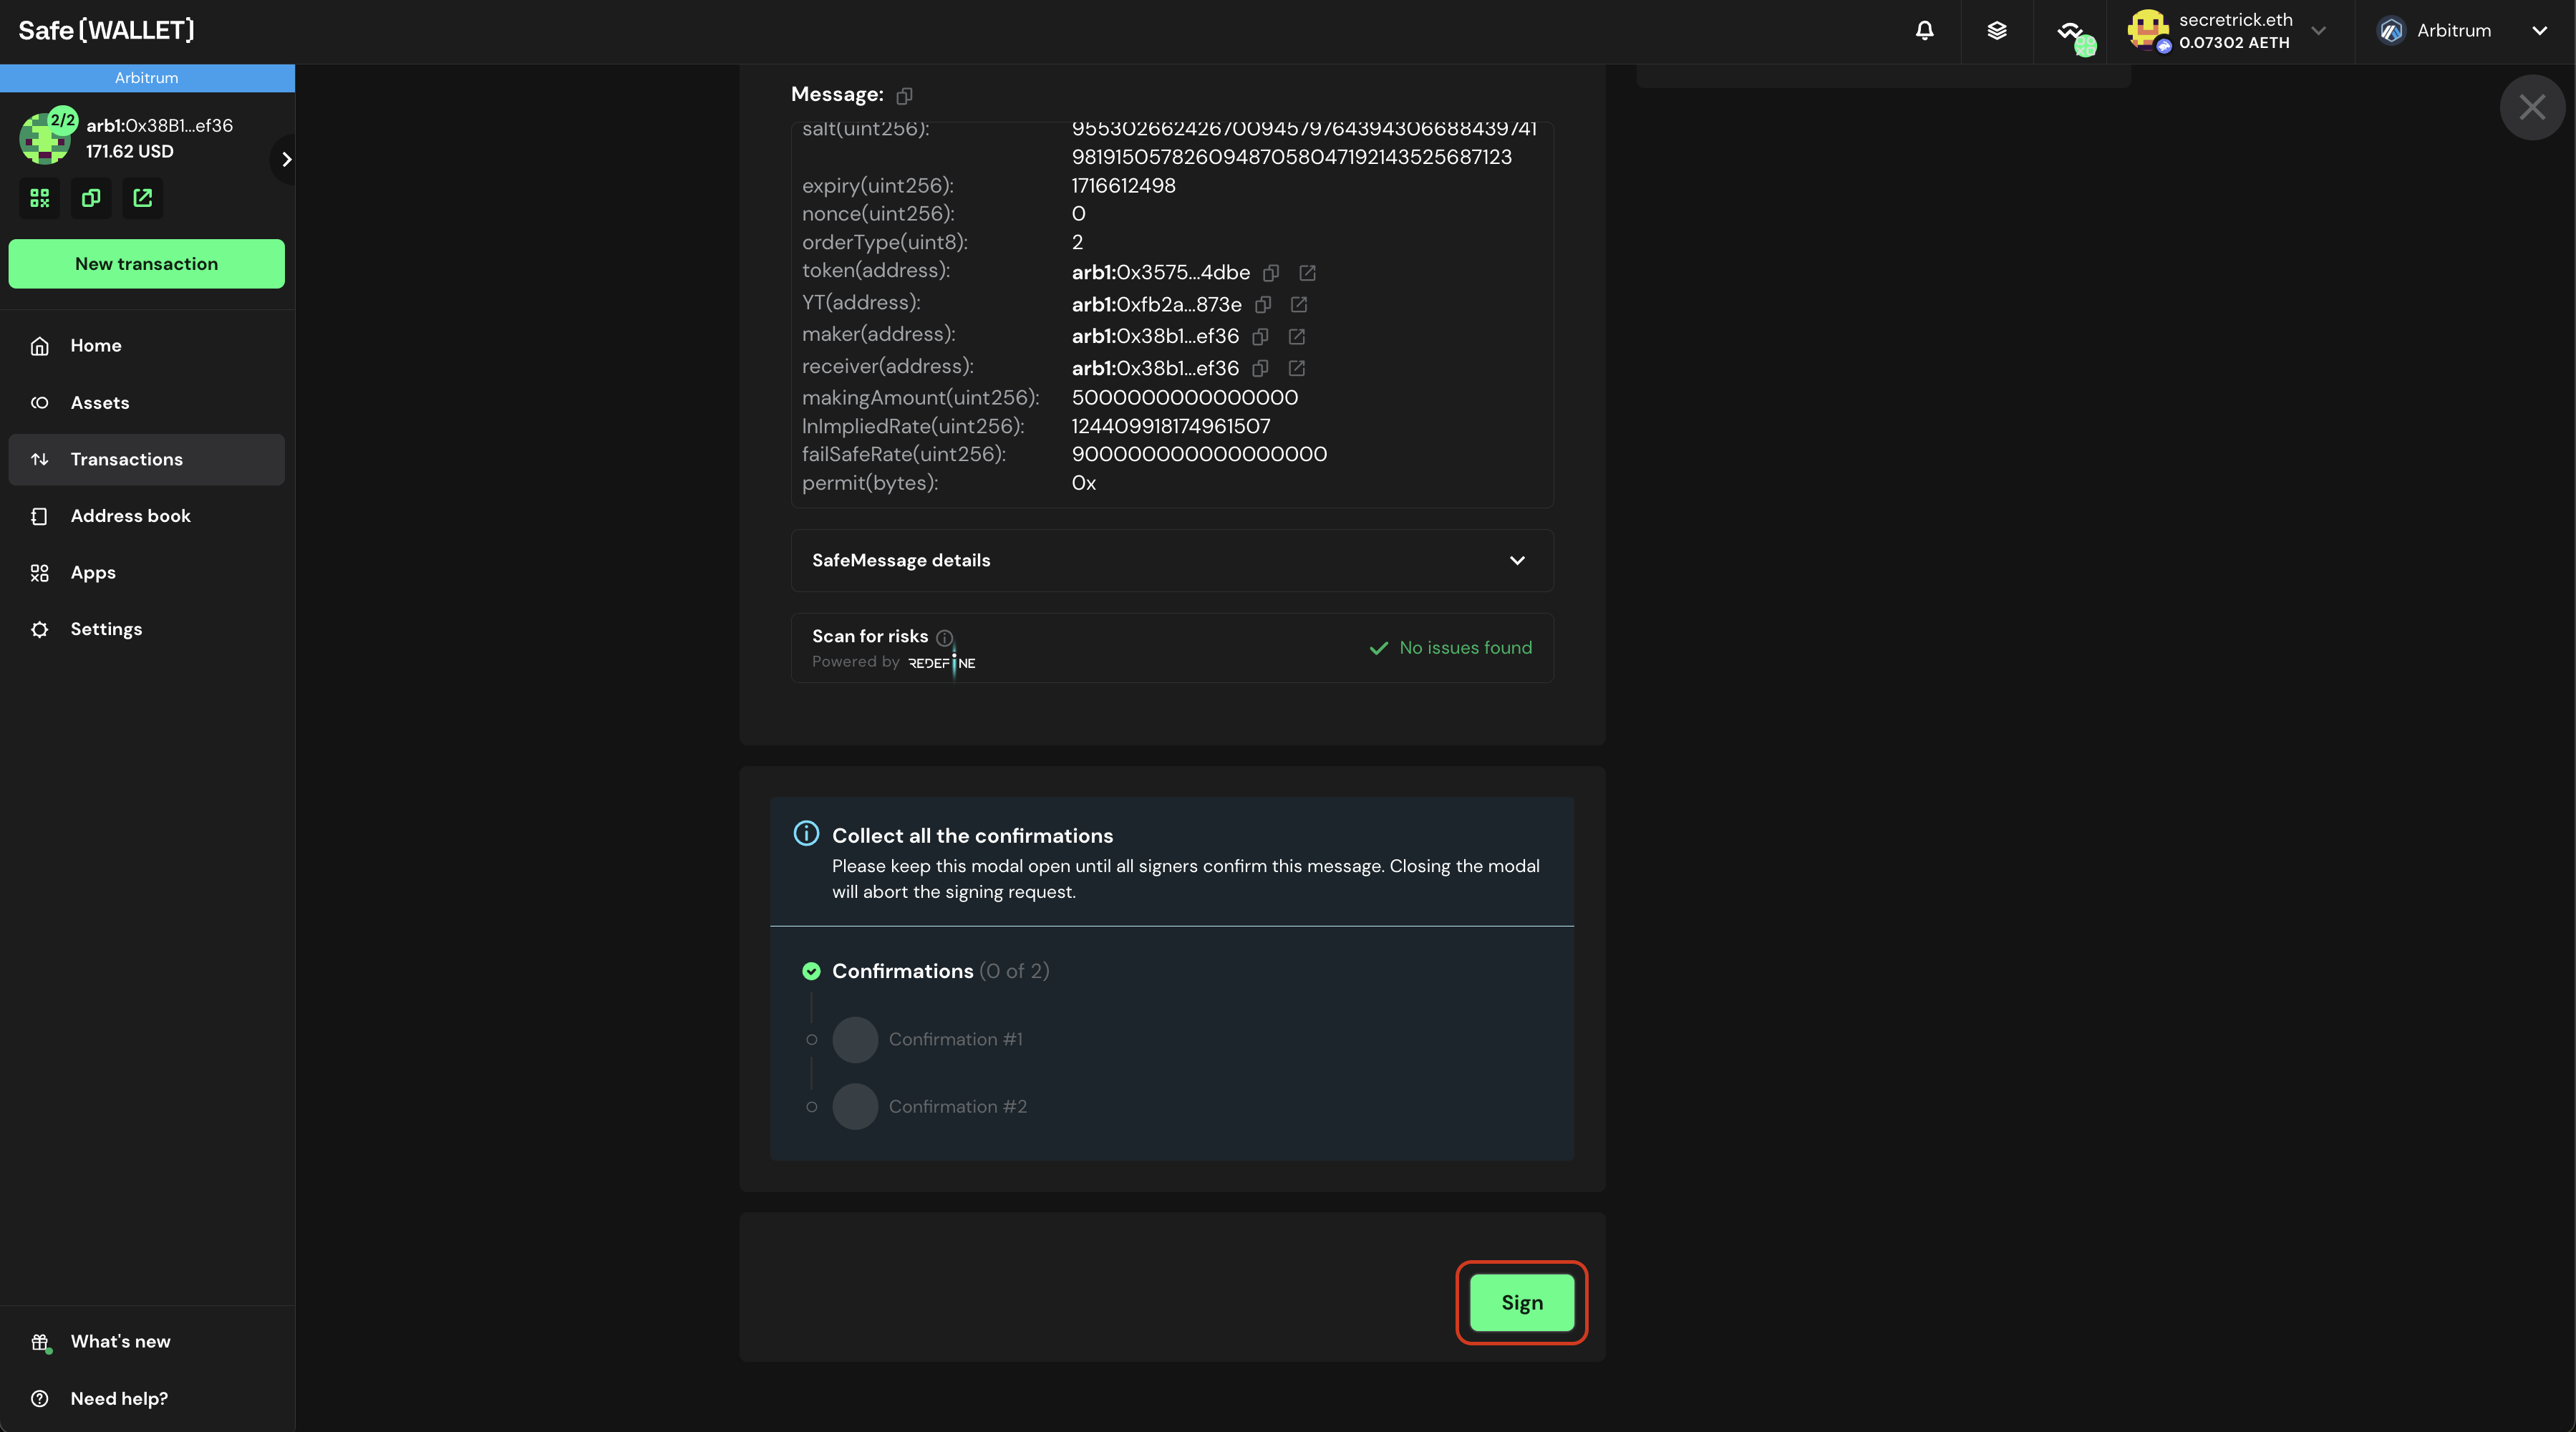 Safe{WALLET}
secretrick.eth
0.07302 AETH
Arbitrum
Arbitrum
2/2
arb1:0x38B1...ef36
171.62 USD
New transaction
Home
Assets
Transactions
Address book
Apps
Settings
What's new
Need help?
Message:
salt(uint256): 95530266242670094579764394306688439741
98191505782609487058047192143525687123
expiry(uint256): 1716612498
nonce(uint256): 0
orderType(uint8): 2
token(address): arb1:0x3575...4dbe
YT(address): arb1:0xfb2a...873e
maker(address): arb1:0x38b1...ef36
receiver(address): arb1:0x38b1...ef36
makingAmount(uint256): 5000000000000000
lnImpliedRate(uint256): 124409918174961507
failSafeRate(uint256): 900000000000000000
permit(bytes): 0x
SafeMessage details
Scan for risks
Powered by REDEFINE
No issues found
Collect all the confirmations
Please keep this modal open until all signers confirm this message. Closing the modal
will abort the signing request.
Confirmations (0 of 2)
Confirmation #1
Confirmation #2
Sign